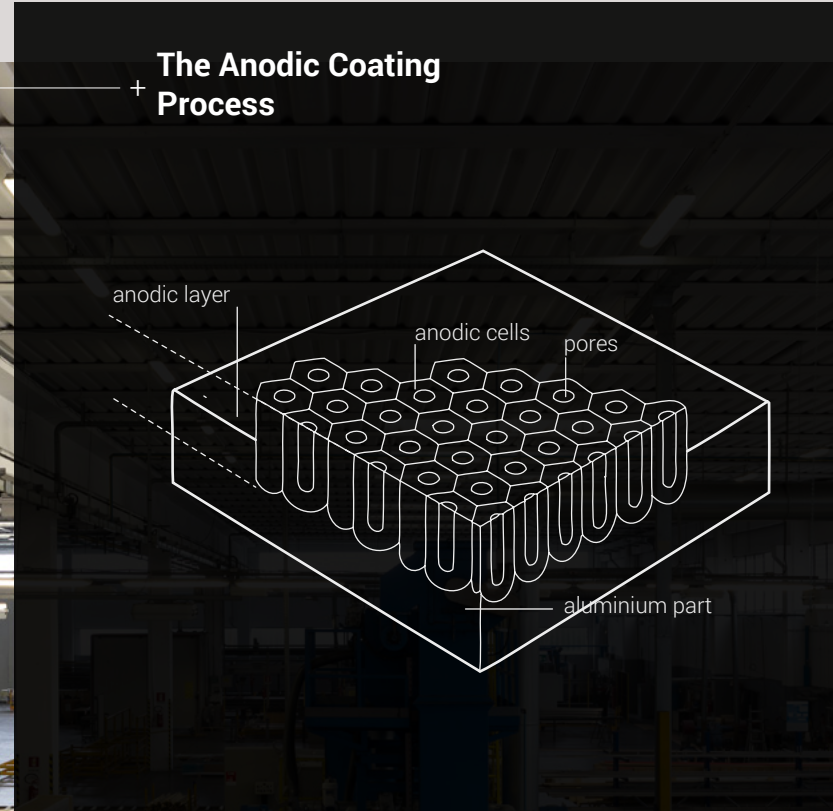 The Anodic Coating
Process
anodic layer
anodic cells
pores
aluminium part